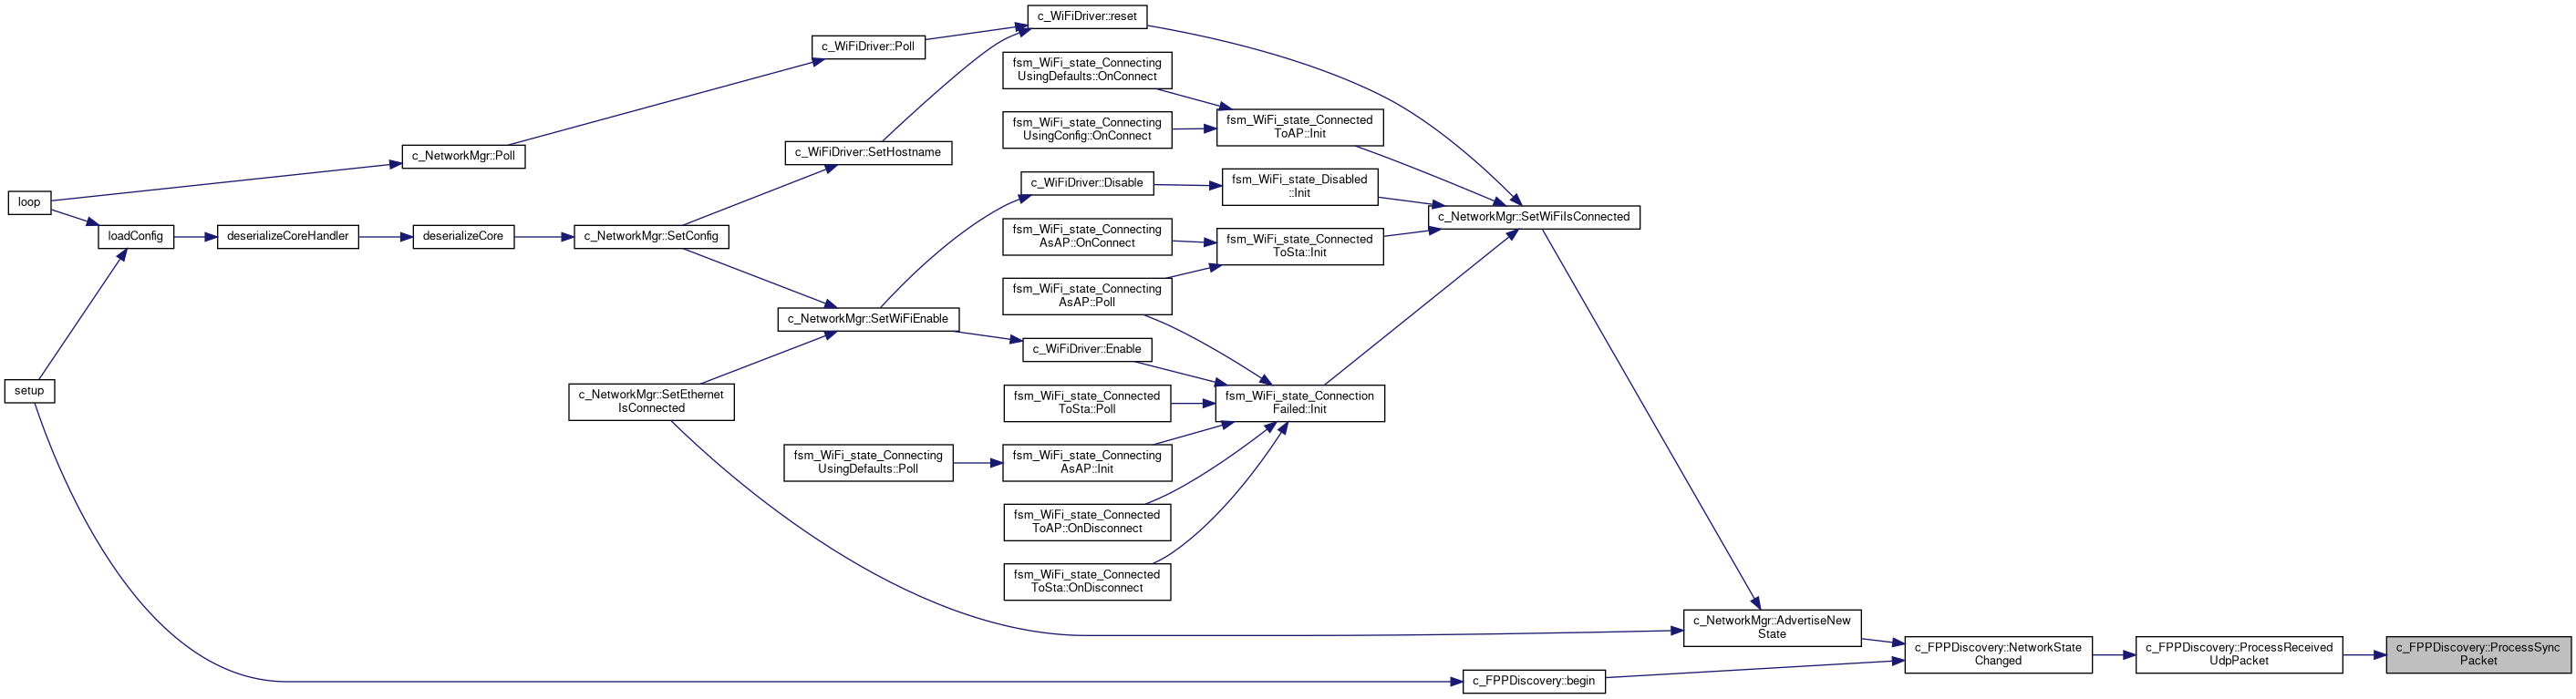 c_WiFiDriver::reset
c_WiFiDriver::Poll
fsm_WiFi_state_Connecting
UsingDefaults::OnConnect
fsm_WiFi_state_Connected
ToAP::Init
fsm_WiFi_state_Connecting
UsingConfig::OnConnect
c_NetworkMgr::Poll
c_WiFiDriver::SetHostname
loop
c_WiFiDriver::Disable
fsm_WiFi_state_Disabled
::Init
c_NetworkMgr::SetWiFiIsConnected
loadConfig
deserializeCoreHandler
deserializeCore
c_NetworkMgr::SetConfig
fsm_WiFi_state_Connecting
AsAP::OnConnect
fsm_WiFi_state_Connected
ToSta::Init
fsm_WiFi_state_Connecting
AsAP::Poll
c_NetworkMgr::SetWiFiEnable
c_WiFiDriver::Enable
setup
c_NetworkMgr::SetEthernet
IsConnected
fsm_WiFi_state_Connected
ToSta::Poll
fsm_WiFi_state_Connection
Failed::Init
fsm_WiFi_state_Connecting
UsingDefaults::Poll
fsm_WiFi_state_Connecting
AsAP::Init
fsm_WiFi_state_Connected
ToAP::OnDisconnect
fsm_WiFi_state_Connected
ToSta::OnDisconnect
c_NetworkMgr::AdvertiseNew
State
c_FPPDiscovery::NetworkState
Changed
c_FPPDiscovery::ProcessReceived
UdpPacket
c_FPPDiscovery::ProcessSync
Packet
c_FPPDiscovery::begin